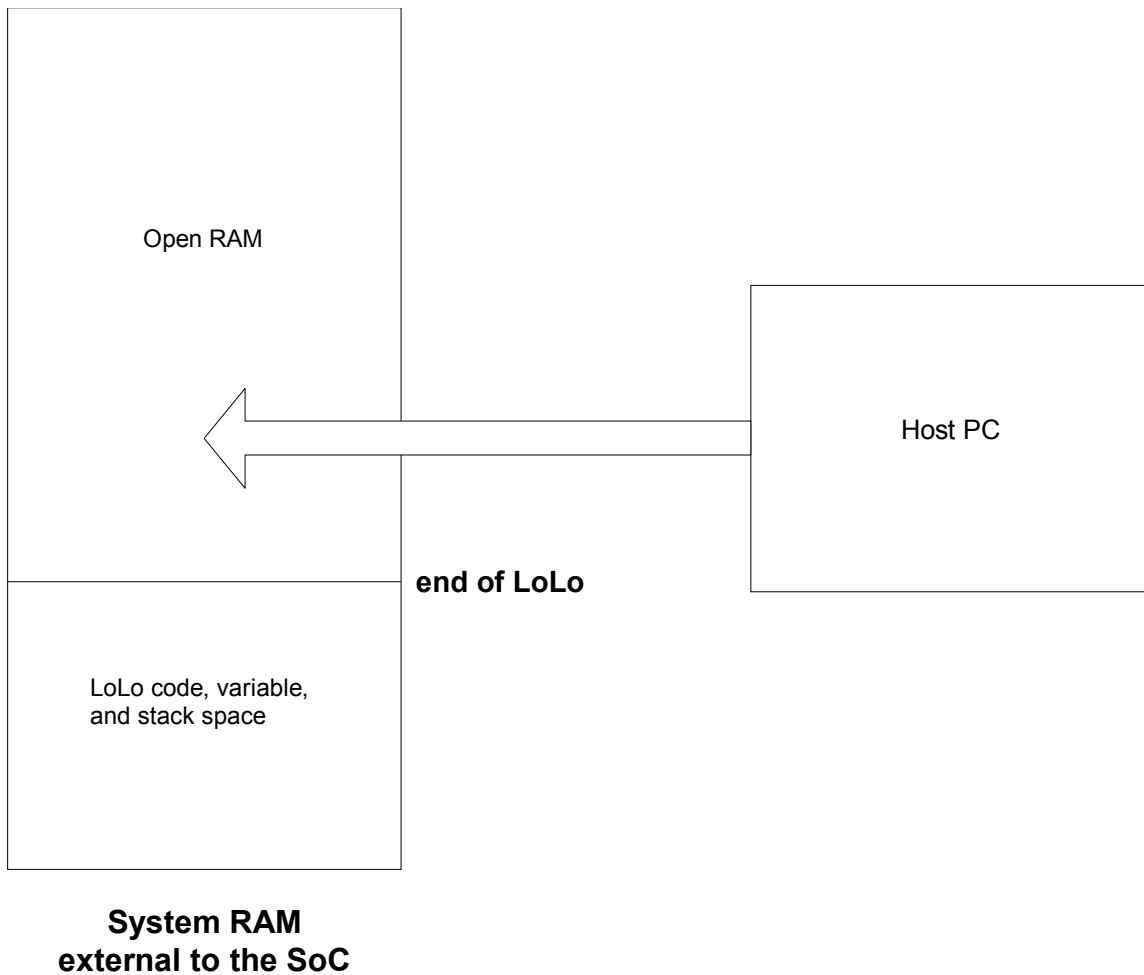 Open RAM
Host PC
end of LoLo
LoLo code, variable,
and stack space
System RAM
external to the SoC